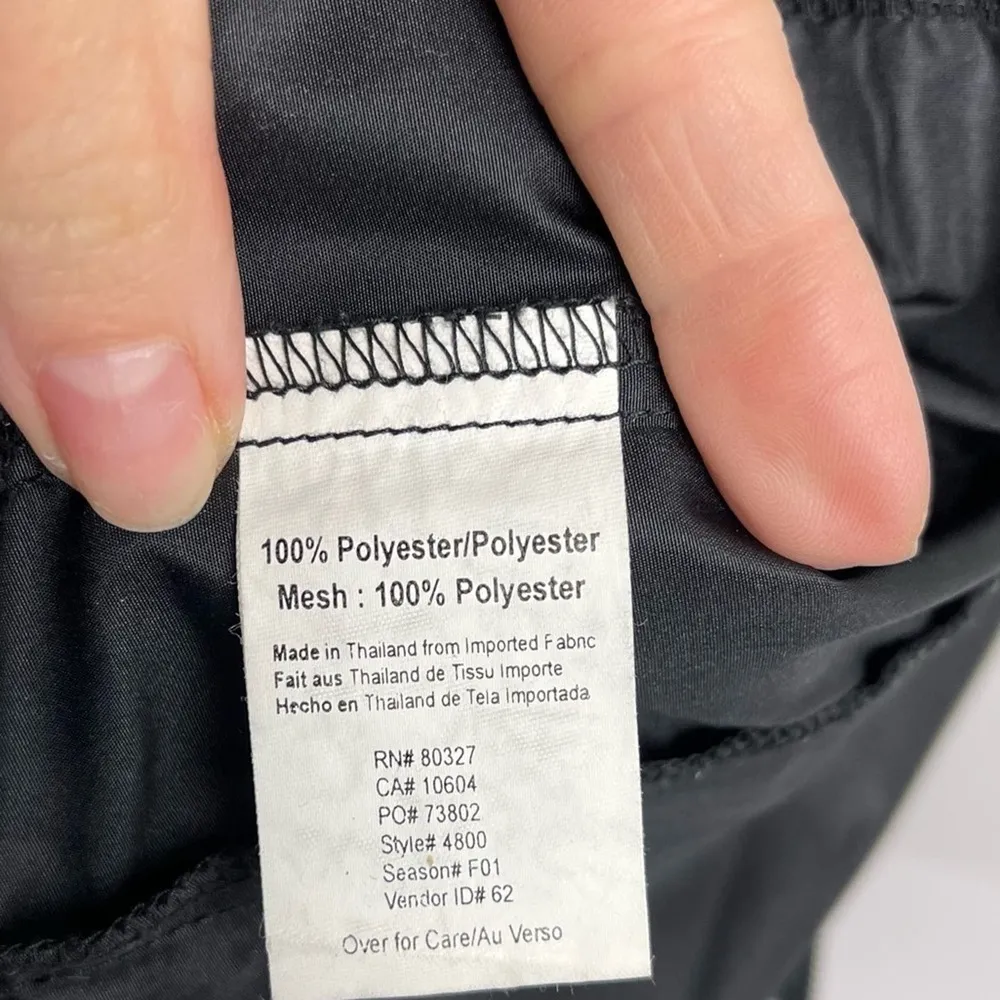 100% Polyester/Polyester
Mesh : 100% Polyester
Made in Thailand from Imported Fabric
Fait aus Thailand de Tissu Importe
Hecho en Thailand de Tela Importada
RN# 80327
CA# 10604
PO# 73802
Style# 4800
Season# F01
Vendor ID# 62
Over for Care/Au Verso